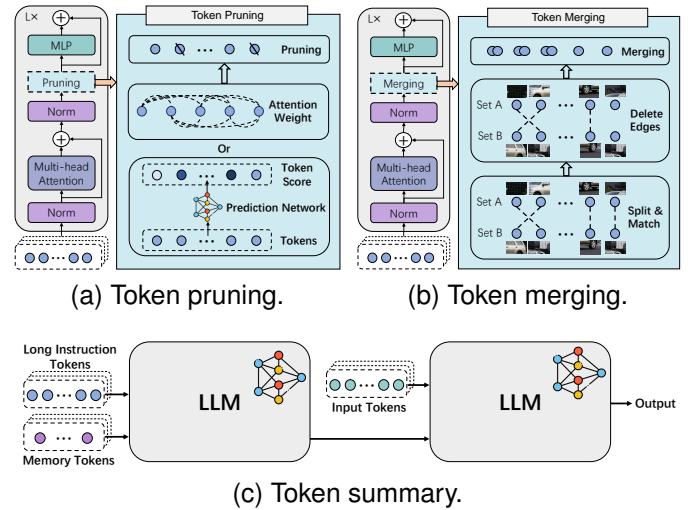 L×
MLP
Pruning
Norm
Multi-head
Attention
Norm
Token Pruning
Pruning
Attention
Weight
Or
Token
Score
Prediction Network
Tokens
(a) Token pruning.
L×
MLP
Merging
Norm
Multi-head
Attention
Norm
Token Merging
Merging
Set A
Set B
Delete
Edges
Set A
Set B
Split &
Match
(b) Token merging.
Long Instruction
Tokens
Memory Tokens
LLM
Input Tokens
LLM
Output
(c) Token summary.